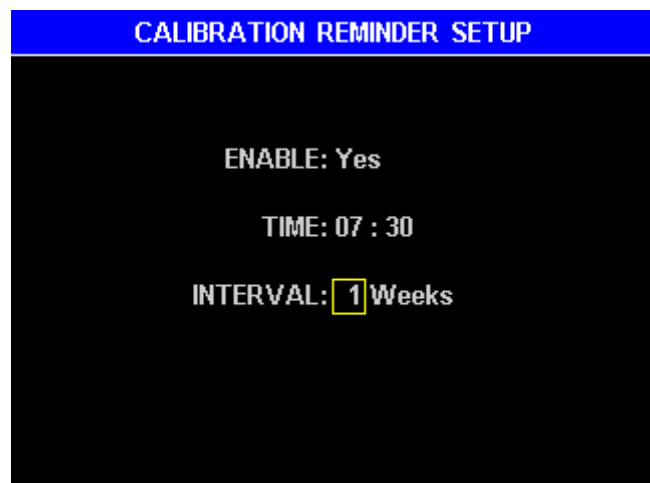 CALIBRATION REMINDER SETUP
ENABLE: Yes
TIME: 07 : 30
INTERVAL: 1 Weeks